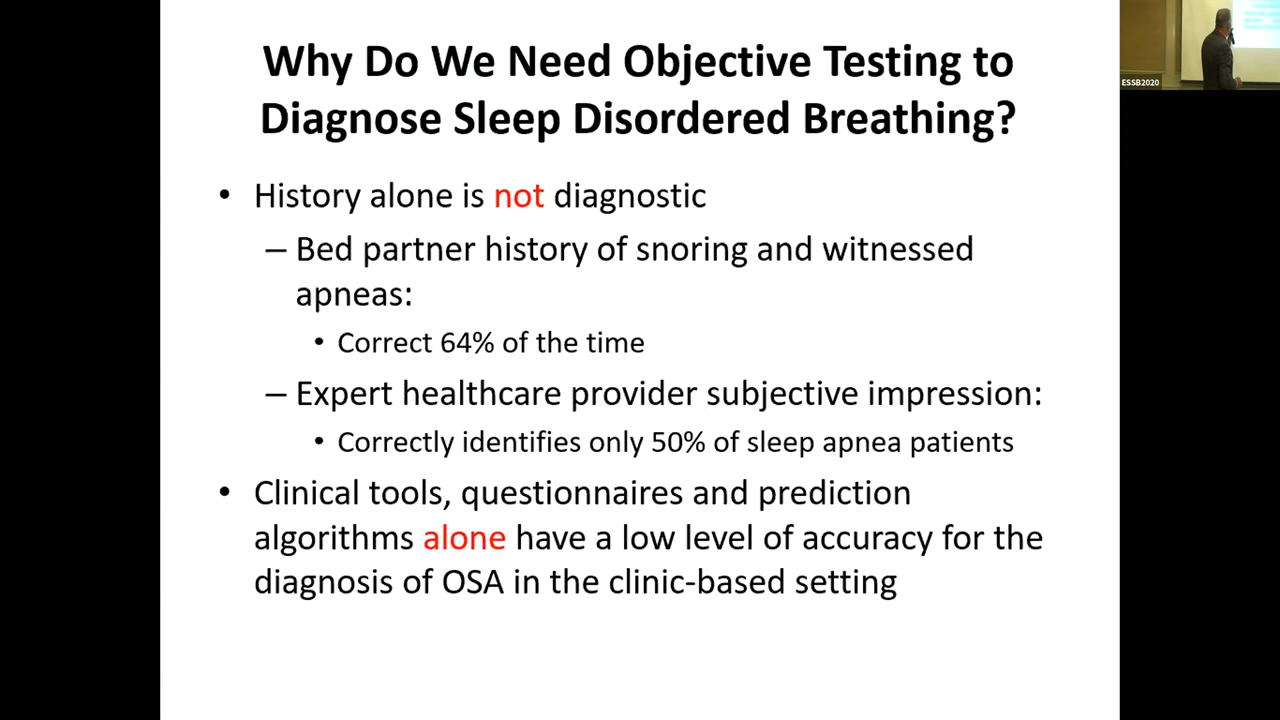 Why Do We Need Objective Testing to
Diagnose Sleep Disordered Breathing?
• History alone is not diagnostic
– Bed partner history of snoring and witnessed
apneas:
• Correct 64% of the time
– Expert healthcare provider subjective impression:
• Correctly identifies only 50% of sleep apnea patients
• Clinical tools, questionnaires and prediction
algorithms alone have a low level of accuracy for the
diagnosis of OSA in the clinic-based setting
ESSB2020